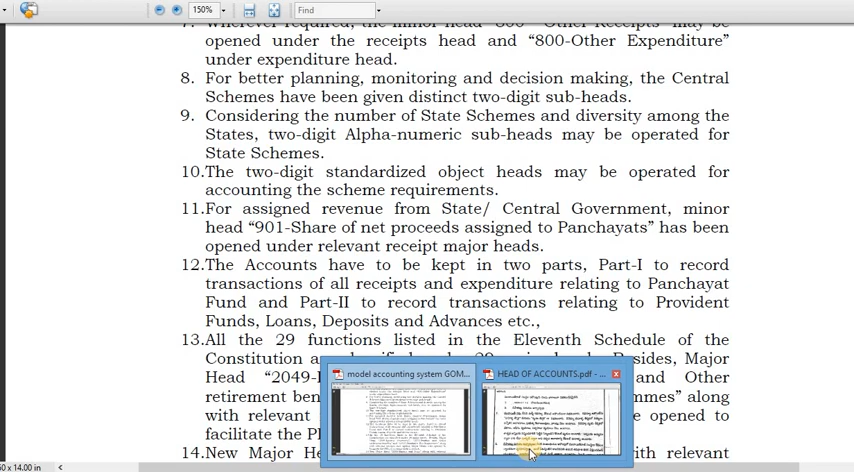 150%
Find
7. Wherever required, the minor head "800- Other Receipts" may be
opened under the receipts head and "800-Other Expenditure"
under expenditure head.
8. For better planning, monitoring and decision making, the Central
Schemes have been given distinct two-digit sub-heads.
9. Considering the number of State Schemes and diversity among the
States, two-digit Alpha-numeric sub-heads may be operated for
State Schemes.
10.The two-digit standardized object heads may be operated for
accounting the scheme requirements.
11.For assigned revenue from State/ Central Government, minor
head "901-Share of net proceeds assigned to Panchayats" has been
opened under relevant receipt major heads.
12.The Accounts have to be kept in two parts, Part-I to record
transactions of all receipts and expenditure relating to Panchayat
Fund and Part-II to record transactions relating to Provident
Funds, Loans, Deposits and Advances etc.,
13.All the 29 functions listed in the Eleventh Schedule of the
Constitution Besides, Major
Head "2049- and Other
retirement ben mmes" along
with relevant e opened to
facilitate the P
14.New Major He ith relevant
model accounting system GOM...
HEAD OF ACCOUNTS.pdf - ...
50 x 14.00 in